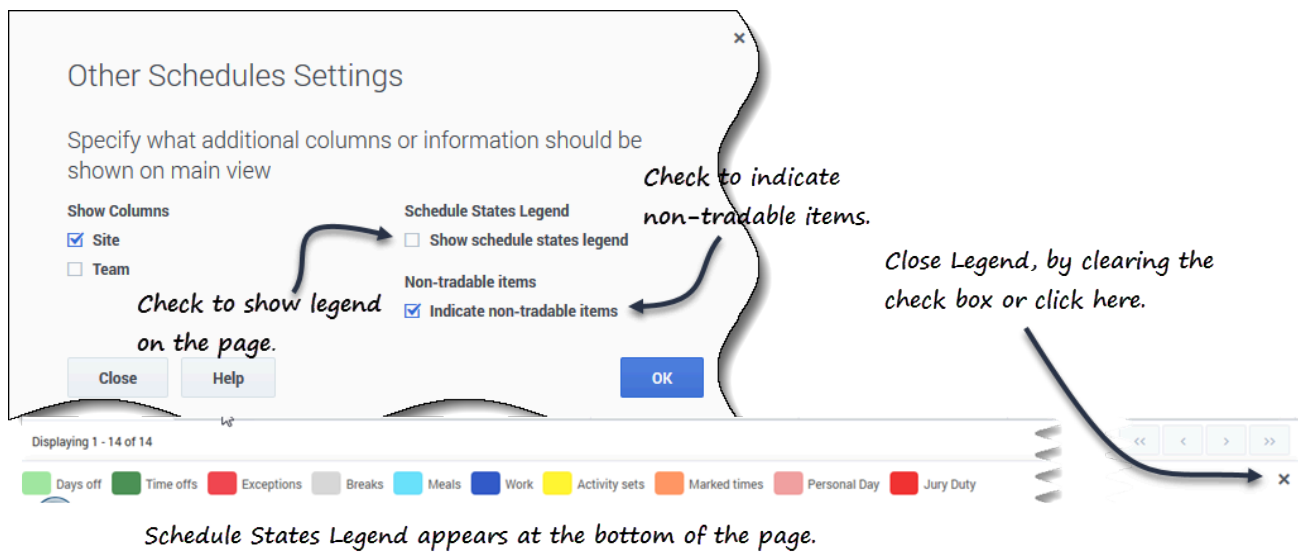 ×
Other Schedules Settings
Specify what additional columns or information should be
shown on main view
Check to indicate
non-tradable items.
Show Columns
Site
Team
Schedule States Legend
Show schedule states legend
Non-tradable items
Indicate non-tradable items
Check to show legend
on the page.
Close Legend, by clearing the
check box or click here.
Close Help OK
Displaying 1 - 14 of 14
« ‹ › »
Days off Time offs Exceptions Breaks Meals Work Activity sets Marked times Personal Day Jury Duty ×
Schedule States Legend appears at the bottom of the page.